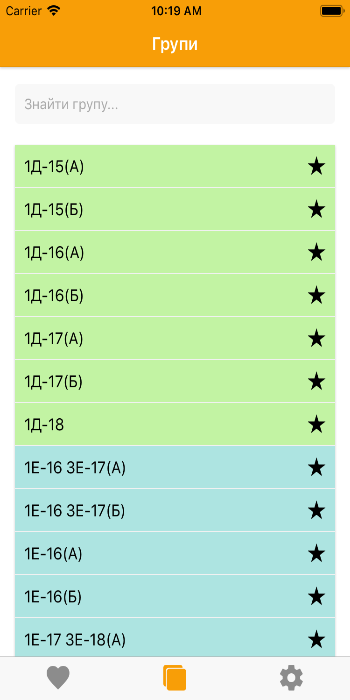 Carrier 10:19 AM
Групи
Знайти групу...
1Д-15(А)
1Д-15(Б)
1Д-16(А)
1Д-16(Б)
1Д-17(А)
1Д-17(Б)
1Д-18
1Е-16 3Е-17(А)
1Е-16 3Е-17(Б)
1Е-16(А)
1Е-16(Б)
1Е-17 3Е-18(А)